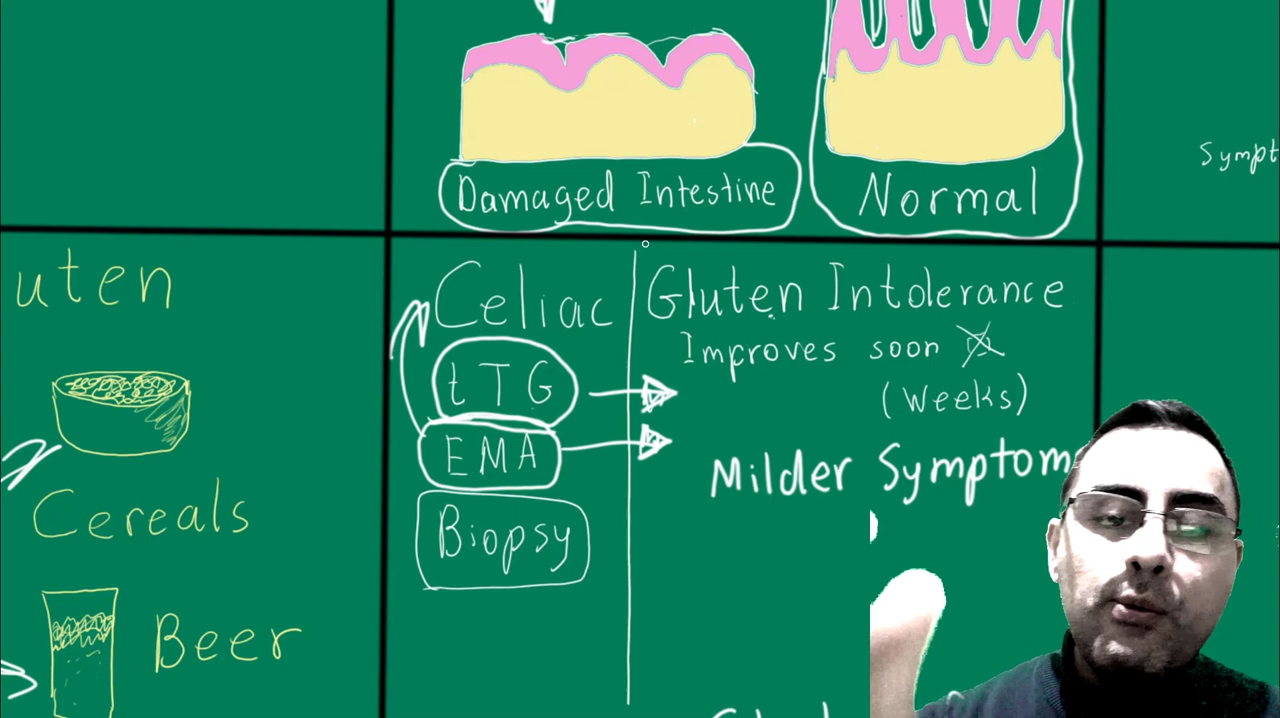 Sympt
Damaged Intestine
Normal
uten
Celiac
Gluten Intolerance
Improves soon
(Weeks)
tTG
EMA
Milder Symptom
Biopsy
Cereals
Beer